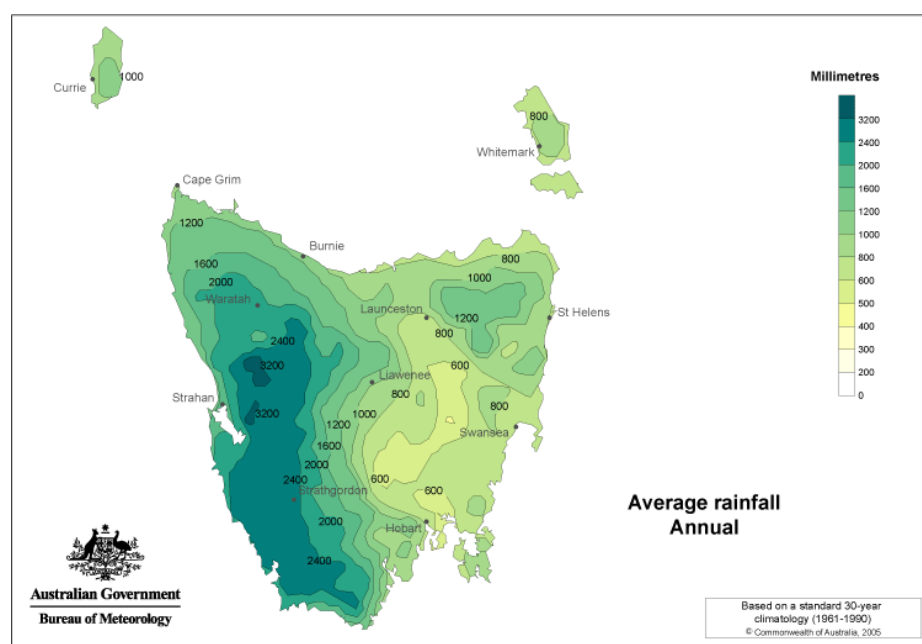 Currie
1000
800
Whitemark
Millimetres
3200
2400
2000
1600
1200
1000
800
600
500
400
300
200
0
Cape Grim
1200
Burnie
1600
2000
Waratah
2400
3200
Strahan
3200
800
1000
Launceston
1200
St Helens
800
600
Liawenee
800
1000
800
1200
Swansea
1600
2000
600
2400
Strathgordon
600
2000
Hobart
2400
Average rainfall
Annual
Australian Government
Bureau of Meteorology
Based on a standard 30-year
climatology (1961-1990)
© Commonwealth of Australia, 2005